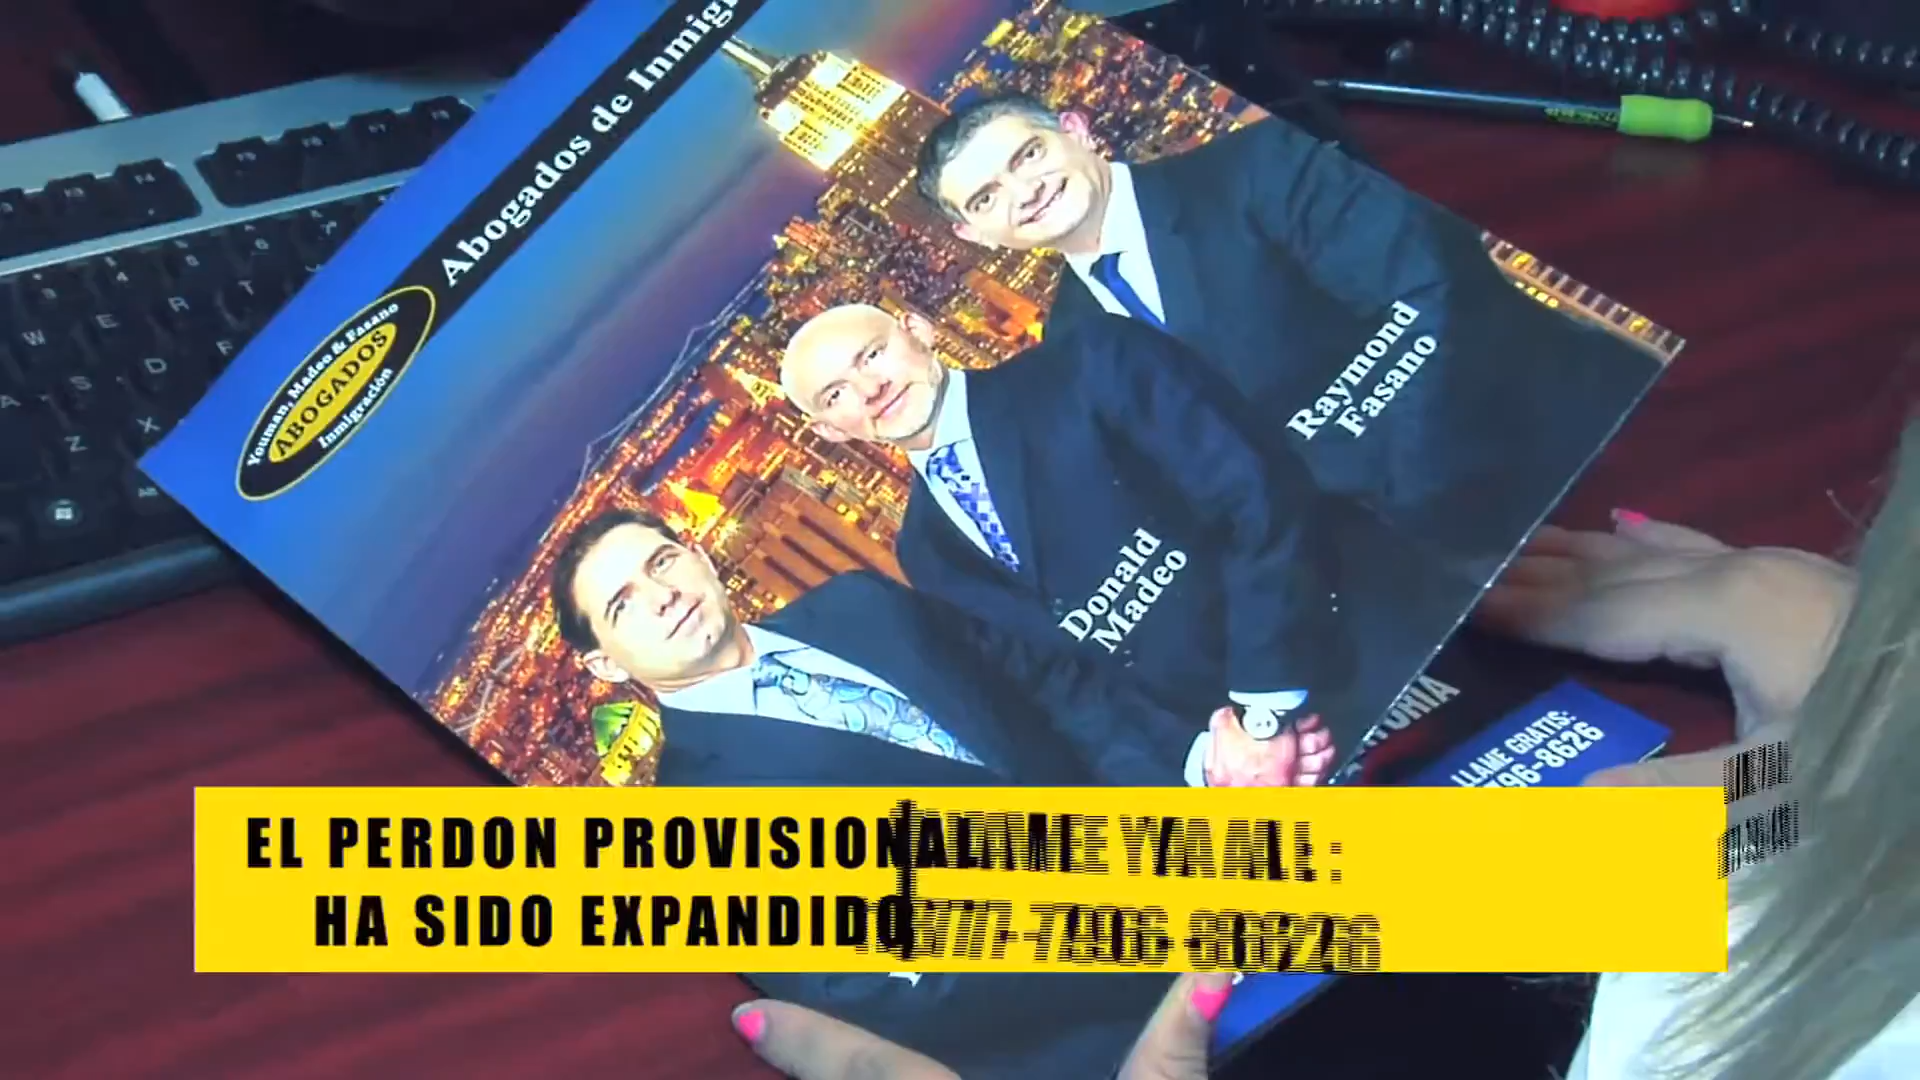 Abogados de Inmig
Youman, Madeo & Fasano
ABOGADOS
Inmigración
Raymond
Fasano
Donald
Madeo
LLAME GRATIS:
796-8626
EL PERDON PROVISIONAL
HA SIDO EXPANDIDO